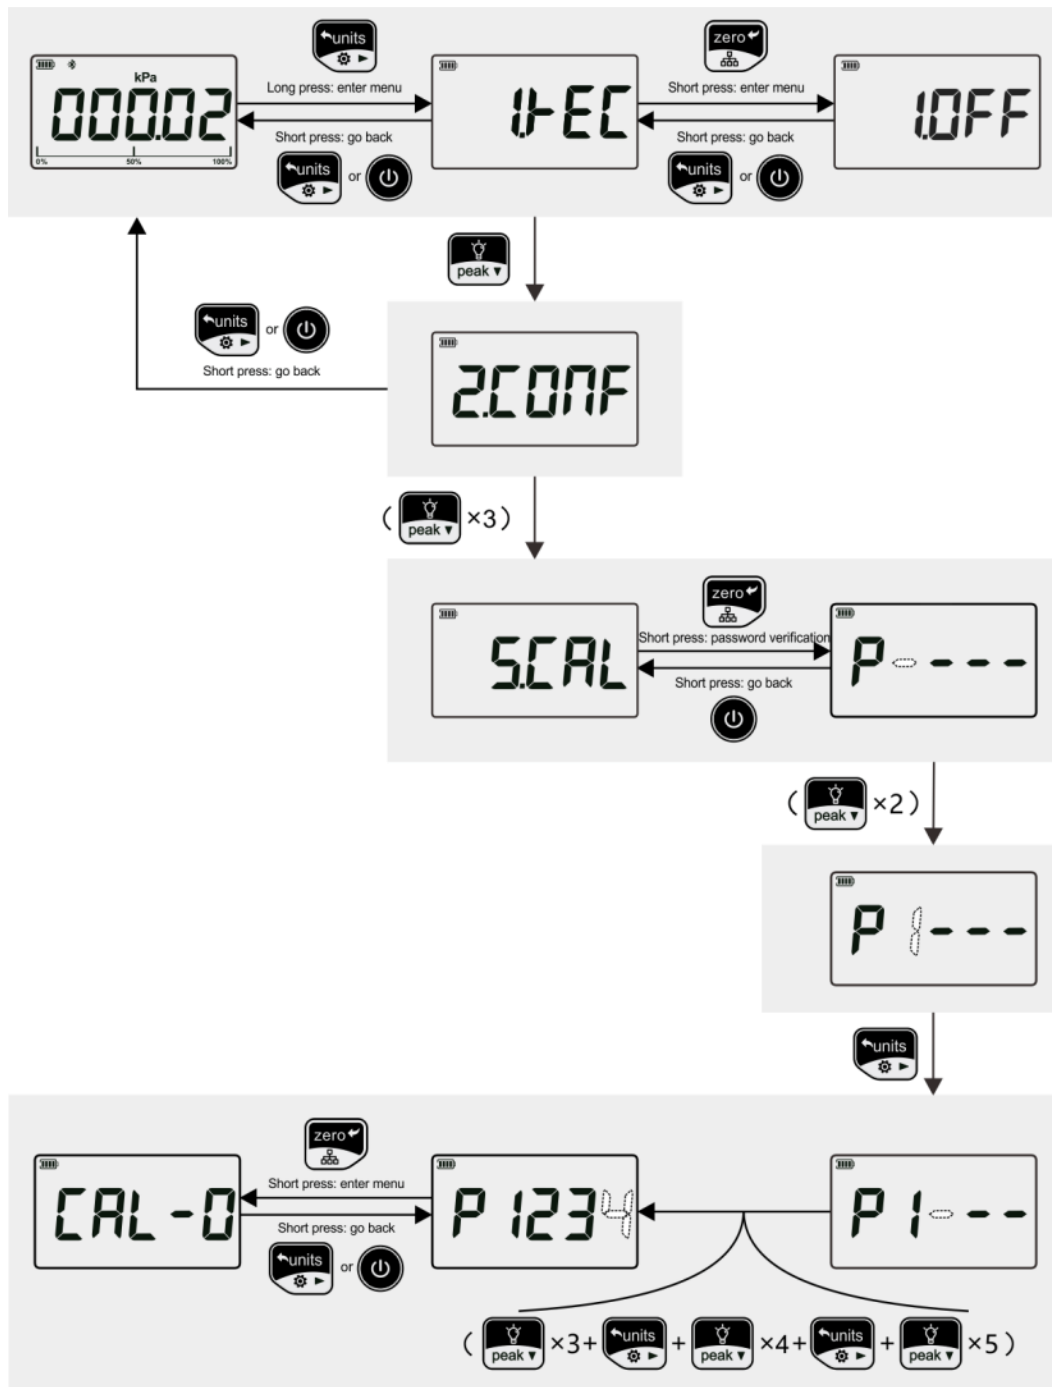 units
zero
Long press: enter menu
Short press: enter menu
kPa
000.02
0% 50% 100%
1.rEC
1.OFF
Short press: go back
Short press: go back
units or
units or
peak
units or
Short press: go back
2.CONF
( peak ×3)
zero
Short press: password verification
5.CAL
P----
Short press: go back
( peak ×2)
P1---
units
zero
Short press: enter menu
CAL-0
P1234
P1---
Short press: go back
units or
( peak ×3+ units + peak ×4+ units + peak ×5)